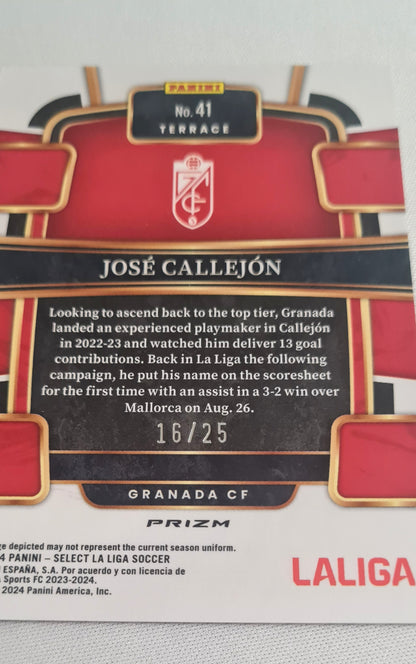 PANINI
No. 41
TERRACE
JOSÉ CALLEJÓN
Looking to ascend back to the top tier, Granada
landed an experienced playmaker in Callejón
in 2022-23 and watched him deliver 13 goal
contributions. Back in La Liga the following
campaign, he put his name on the scoresheet
for the first time with an assist in a 3-2 win over
Mallorca on Aug. 26.
16/25
GRANADA CF
PRIZM
depicted may not represent the current season uniform.
PANINI – SELECT LA LIGA SOCCER
ESPAÑA, S.A. Por acuerdo y con licencia de
Sports FC 2023-2024.
2024 Panini America, Inc.
LALIGA